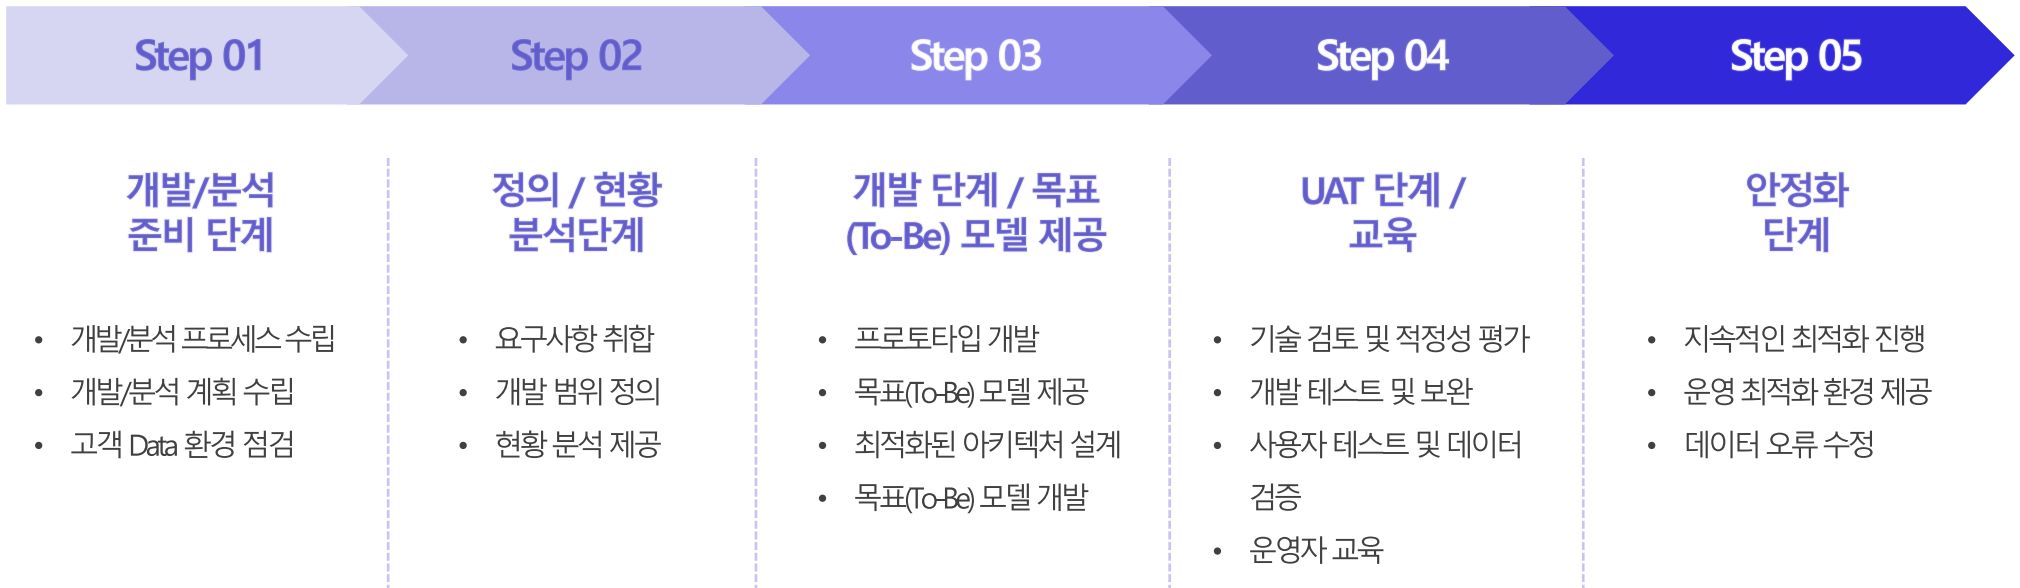 Step 01
Step 02
Step 03
Step 04
Step 05
개발/분석
준비 단계
• 개발/분석 프로세스 수립
• 개발/분석 계획 수립
• 고객 Data 환경 점검
정의 / 현황
분석단계
• 요구사항 취합
• 개발 범위 정의
• 현황 분석 제공
개발 단계 / 목표
(To-Be) 모델 제공
• 프로토타입 개발
• 목표(To-Be) 모델 제공
• 최적화된 아키텍처 설계
• 목표(To-Be) 모델 개발
UAT 단계 /
교육
• 기술 검토 및 적정성 평가
• 개발 테스트 및 보완
• 사용자 테스트 및 데이터
검증
• 운영자 교육
안정화
단계
• 지속적인 최적화 진행
• 운영 최적화 환경 제공
• 데이터 오류 수정